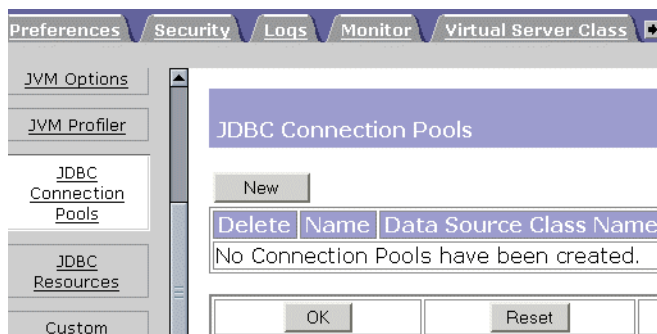 Preferences Security Logs Monitor Virtual Server Class
JVM Options
JVM Profiler
JDBC
Connection
Pools
JDBC
Resources
Custom
JDBC Connection Pools
New
Delete Name Data Source Class Name
No Connection Pools have been created.
OK Reset